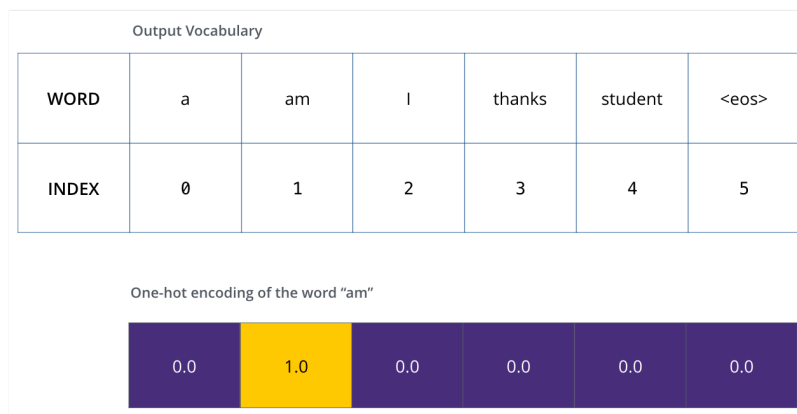 Output Vocabulary
WORD a am I thanks student <eos>
INDEX 0 1 2 3 4 5
One-hot encoding of the word “am”
0.0 1.0 0.0 0.0 0.0 0.0